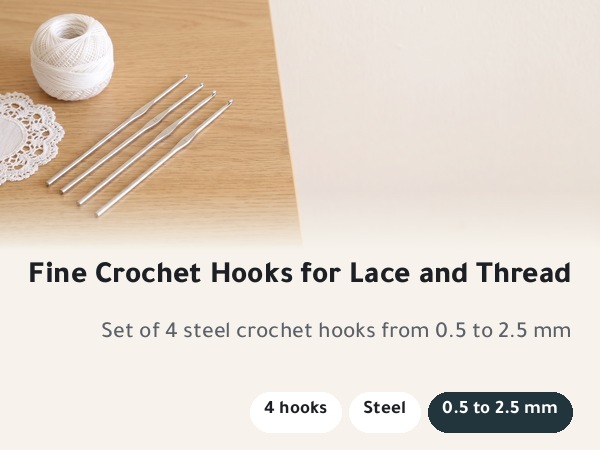 Fine Crochet Hooks for Lace and Thread
Set of 4 steel crochet hooks from 0.5 to 2.5 mm
4 hooks
Steel
0.5 to 2.5 mm